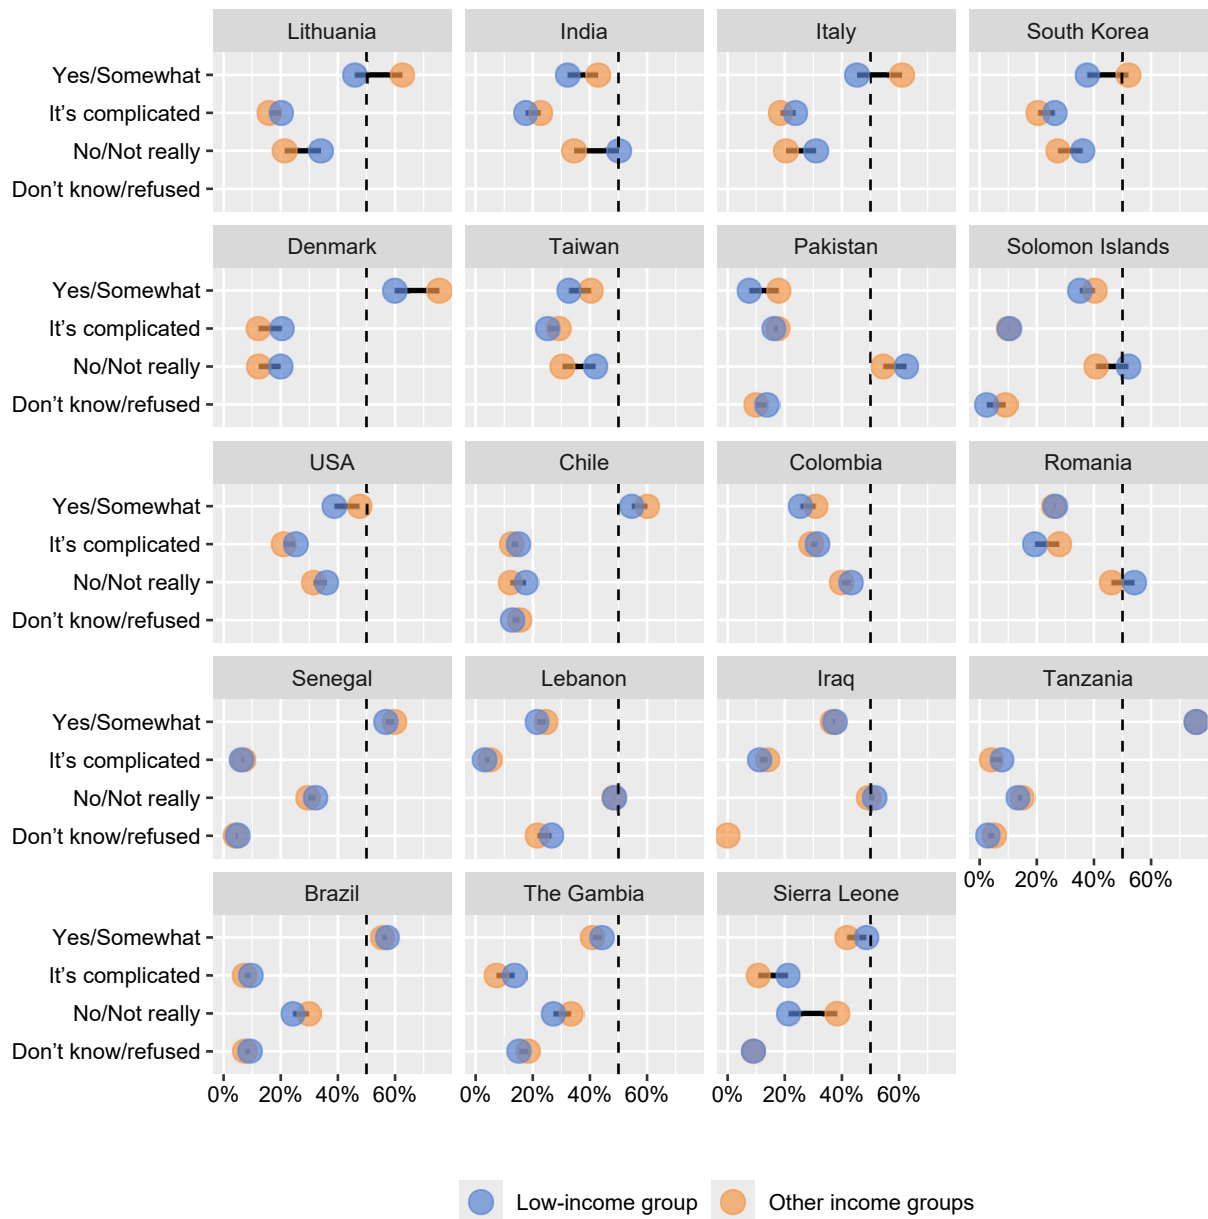 Lithuania India Italy South Korea
Yes/Somewhat
It’s complicated
No/Not really
Don’t know/refused
Denmark Taiwan Pakistan Solomon Islands
Yes/Somewhat
It’s complicated
No/Not really
Don’t know/refused
USA Chile Colombia Romania
Yes/Somewhat
It’s complicated
No/Not really
Don’t know/refused
Senegal Lebanon Iraq Tanzania
Yes/Somewhat
It’s complicated
No/Not really
Don’t know/refused
0% 20% 40% 60%
Brazil The Gambia Sierra Leone
Yes/Somewhat
It’s complicated
No/Not really
Don’t know/refused
0% 20% 40% 60% 0% 20% 40% 60% 0% 20% 40% 60%
Low-income group Other income groups